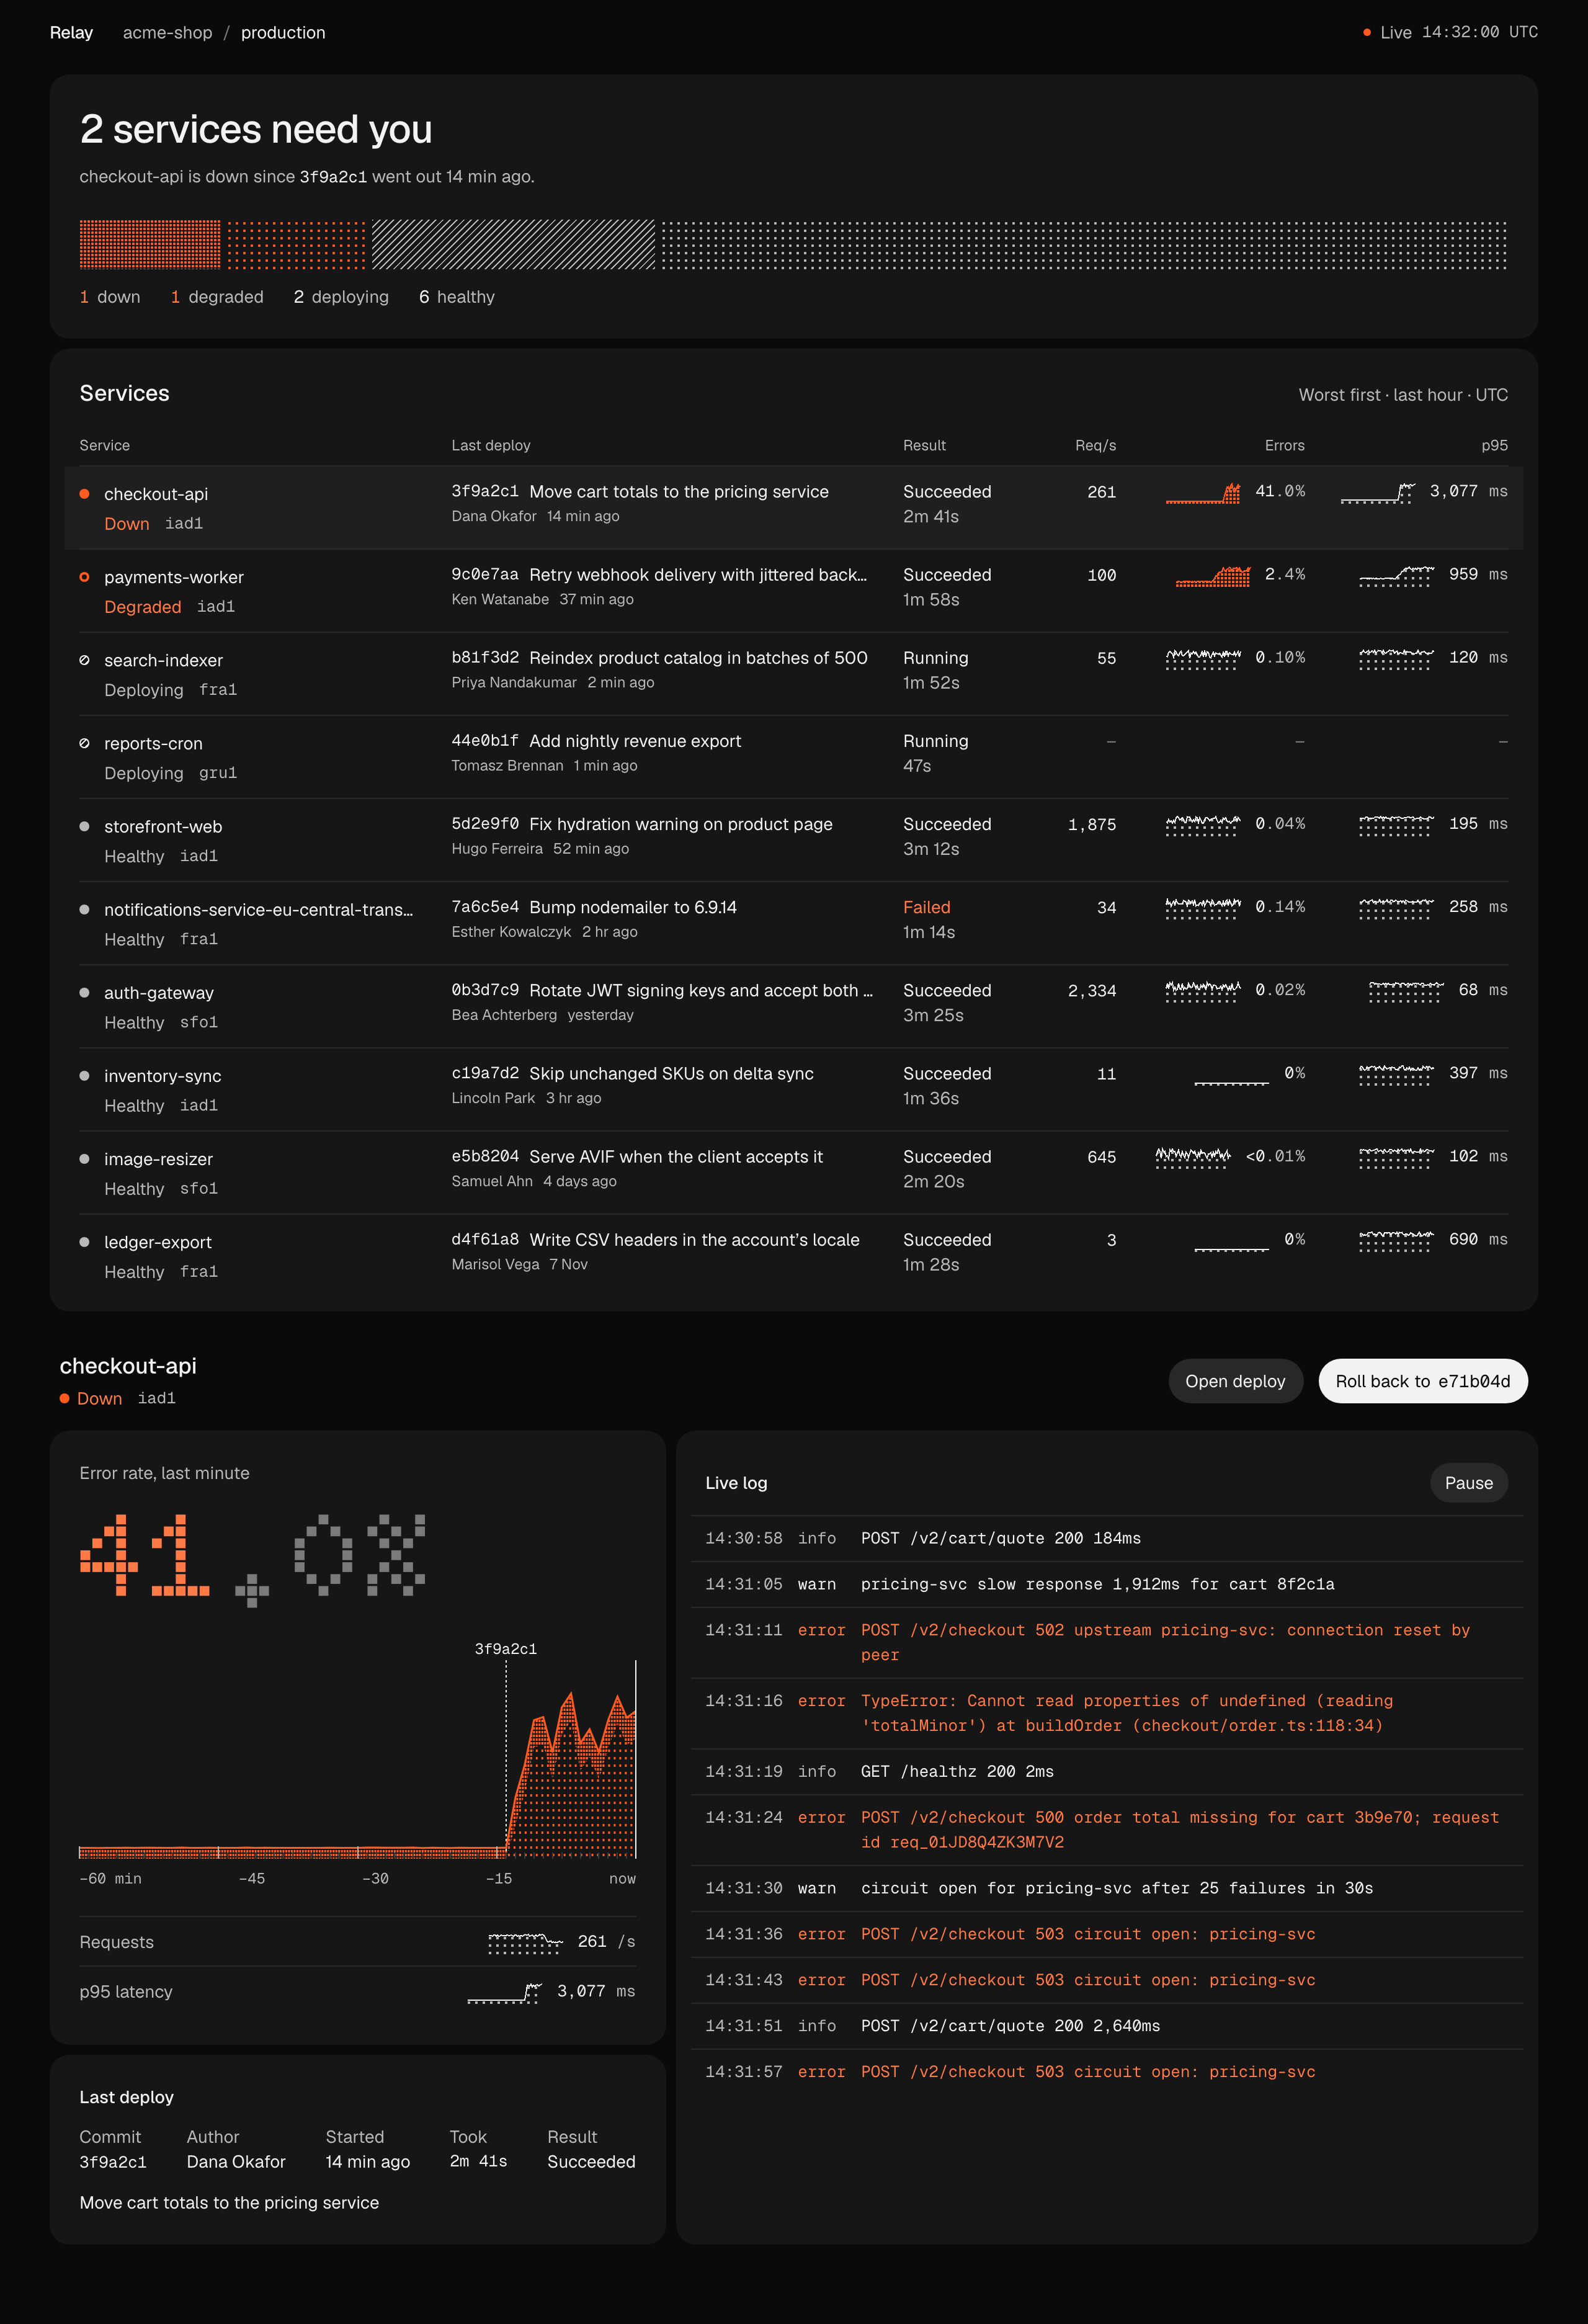 Relay acme-shop / production Live 14:32:00 UTC
2 services need you
checkout-api is down since 3f9a2c1 went out 14 min ago.
1 down 1 degraded 2 deploying 6 healthy
Services Worst first · last hour · UTC
Service Last deploy Result Req/s Errors p95
checkout-api 3f9a2c1 Move cart totals to the pricing service Succeeded 261 41.0% 3,077 ms
Down iad1 Dana Okafor 14 min ago 2m 41s
payments-worker 9c0e7aa Retry webhook delivery with jittered back... Succeeded 100 2.4% 959 ms
Degraded iad1 Ken Watanabe 37 min ago 1m 58s
search-indexer b81f3d2 Reindex product catalog in batches of 500 Running 55 0.10% 120 ms
Deploying fra1 Priya Nandakumar 2 min ago 1m 52s
reports-cron 44e0b1f Add nightly revenue export Running – – –
Deploying gru1 Tomasz Brennan 1 min ago 47s
storefront-web 5d2e9f0 Fix hydration warning on product page Succeeded 1,875 0.04% 195 ms
Healthy iad1 Hugo Ferreira 52 min ago 3m 12s
notifications-service-eu-central-trans... 7a6c5e4 Bump nodemailer to 6.9.14 Failed 34 0.14% 258 ms
Healthy fra1 Esther Kowalczyk 2 hr ago 1m 14s
auth-gateway 0b3d7c9 Rotate JWT signing keys and accept both ... Succeeded 2,334 0.02% 68 ms
Healthy sfo1 Bea Achterberg yesterday 3m 25s
inventory-sync c19a7d2 Skip unchanged SKUs on delta sync Succeeded 11 0% 397 ms
Healthy iad1 Lincoln Park 3 hr ago 1m 36s
image-resizer e5b8204 Serve AVIF when the client accepts it Succeeded 645 <0.01% 102 ms
Healthy sfo1 Samuel Ahn 4 days ago 2m 20s
ledger-export d4f61a8 Write CSV headers in the account’s locale Succeeded 3 0% 690 ms
Healthy fra1 Marisol Vega 7 Nov 1m 28s
checkout-api
Down iad1
Open deploy Roll back to e71b04d
Error rate, last minute
41.0%
3f9a2c1
−60 min −45 −30 −15 now
Requests 261 /s
p95 latency 3,077 ms
Last deploy
Commit Author Started Took Result
3f9a2c1 Dana Okafor 14 min ago 2m 41s Succeeded
Move cart totals to the pricing service
Live log Pause
14:30:58 info POST /v2/cart/quote 200 184ms
14:31:05 warn pricing-svc slow response 1,912ms for cart 8f2c1a
14:31:11 error POST /v2/checkout 502 upstream pricing-svc: connection reset by
peer
14:31:16 error TypeError: Cannot read properties of undefined (reading
'totalMinor') at buildOrder (checkout/order.ts:118:34)
14:31:19 info GET /healthz 200 2ms
14:31:24 error POST /v2/checkout 500 order total missing for cart 3b9e70; request
id req_01JD8Q4ZK3M7V2
14:31:30 warn circuit open for pricing-svc after 25 failures in 30s
14:31:36 error POST /v2/checkout 503 circuit open: pricing-svc
14:31:43 error POST /v2/checkout 503 circuit open: pricing-svc
14:31:51 info POST /v2/cart/quote 200 2,640ms
14:31:57 error POST /v2/checkout 503 circuit open: pricing-svc